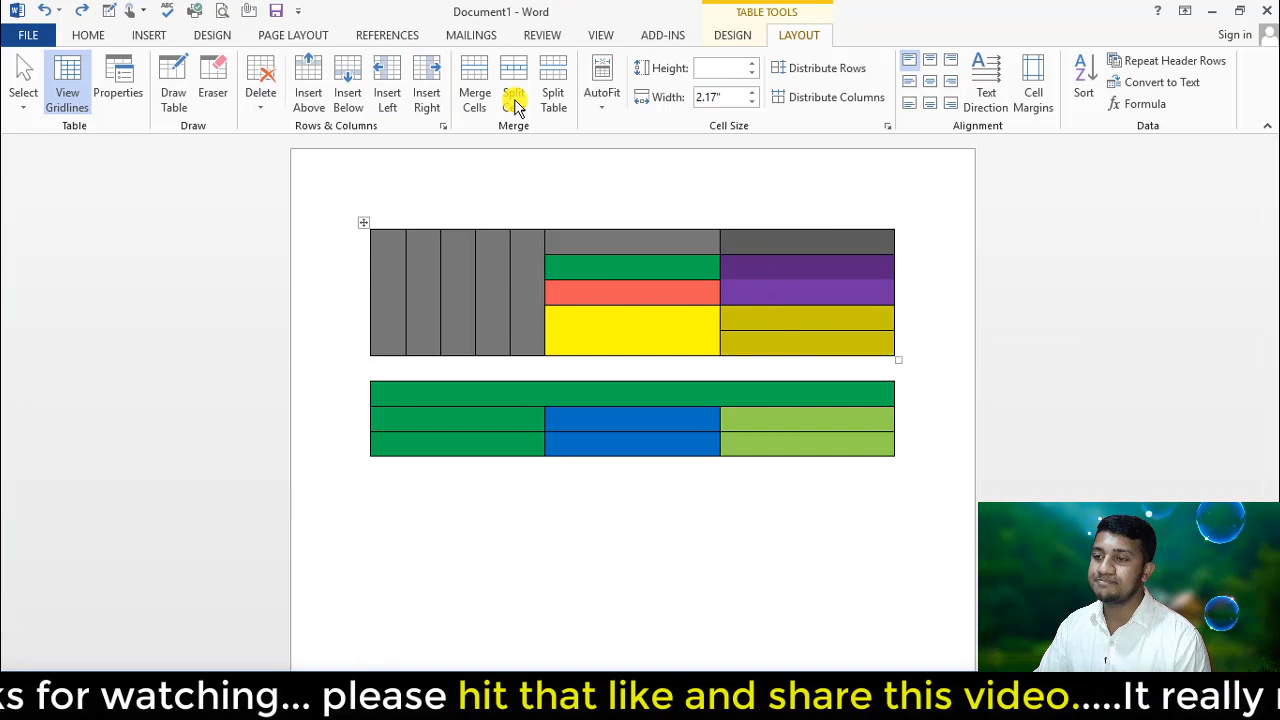 Document1 - Word
TABLE TOOLS
?
FILE
HOME
INSERT
DESIGN
PAGE LAYOUT
REFERENCES
MAILINGS
REVIEW
VIEW
ADD-INS
DESIGN
LAYOUT
Sign in
Select
View
Gridlines
Properties
Table
Draw
Table
Eraser
Draw
Delete
Insert
Above
Insert
Below
Insert
Left
Insert
Right
Rows & Columns
Merge
Cells
Split
Split
Table
Merge
AutoFit
Height:
Width:
2.17"
Distribute Rows
Distribute Columns
Cell Size
Text
Direction
Cell
Margins
Alignment
Sort
Repeat Header Rows
Convert to Text
Formula
Data
ks for watching... please hit that like and share this video.....It really